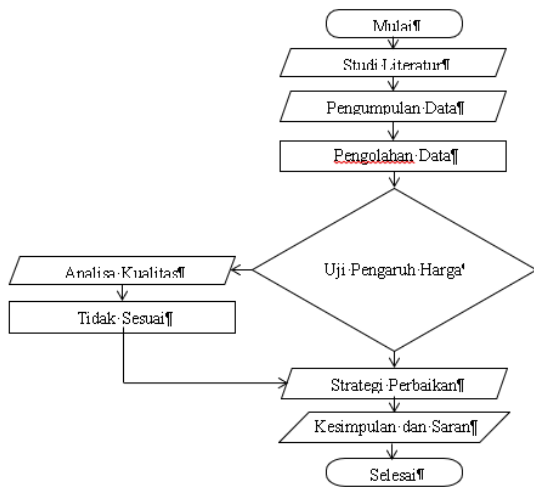 Mulai¶
Studi·Literatur¶
Pengumpulan·Data¶
Pengolahan·Data¶
Uji·Pengaruh·Harga¶
Analisa·Kualitas¶
Tidak·Sesuai¶
Strategi·Perbaikan¶
Kesimpulan·dan·Saran¶
Selesai¶